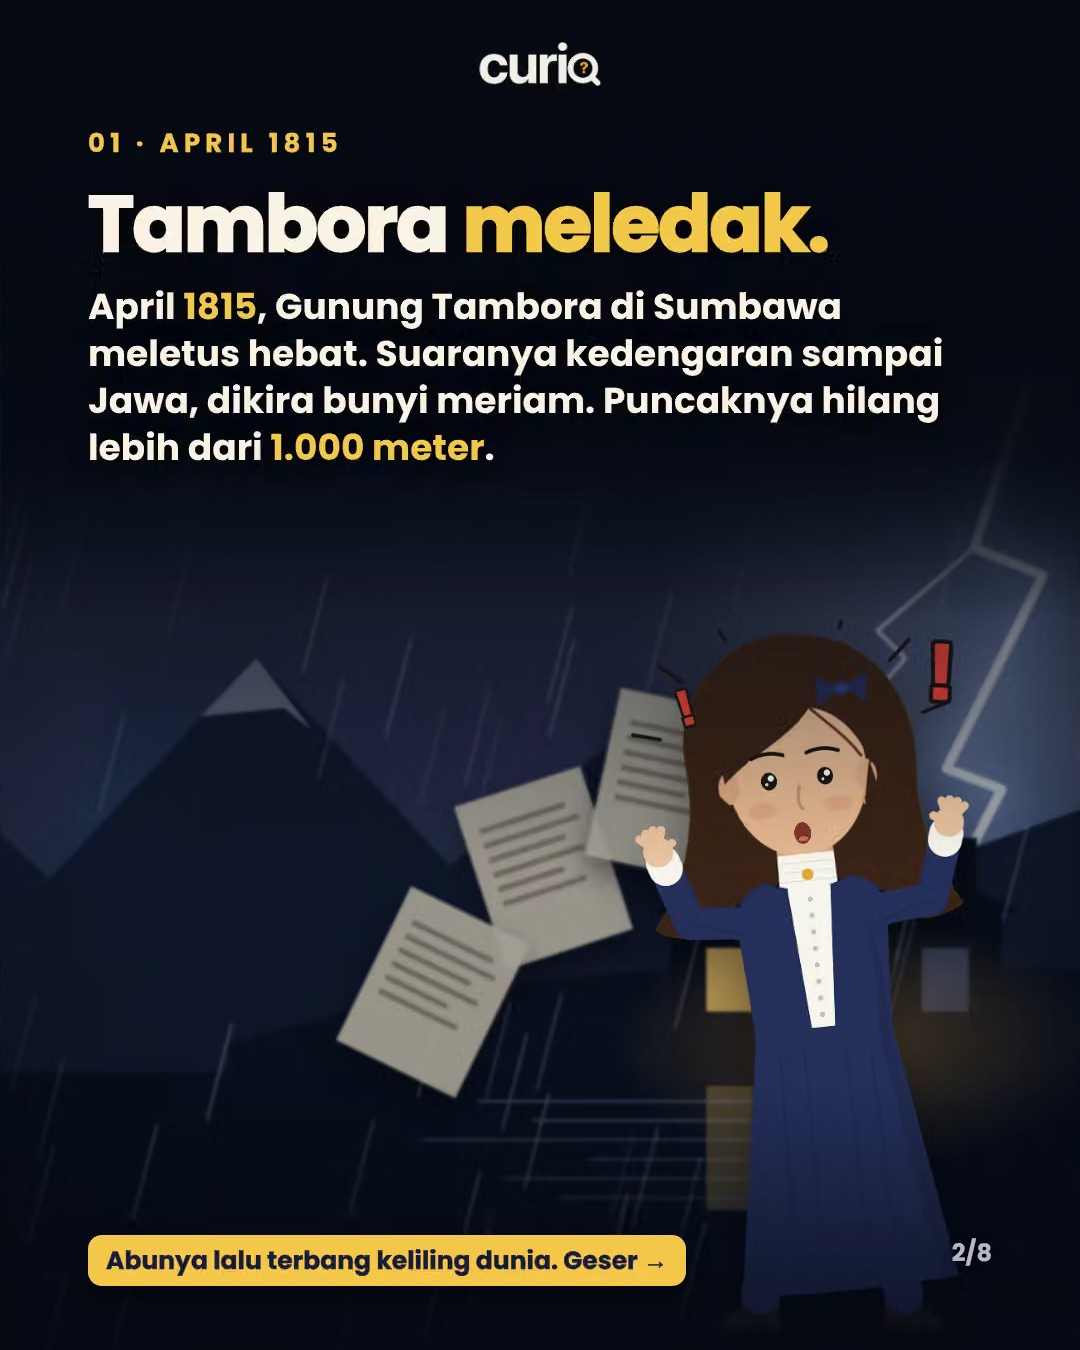 curio
01 · APRIL 1815
Tambora meledak.
April 1815, Gunung Tambora di Sumbawa
meletus hebat. Suaranya kedengaran sampai
Jawa, dikira bunyi meriam. Puncaknya hilang
lebih dari 1.000 meter.
!
!
Abunya lalu terbang keliling dunia. Geser →
2/8